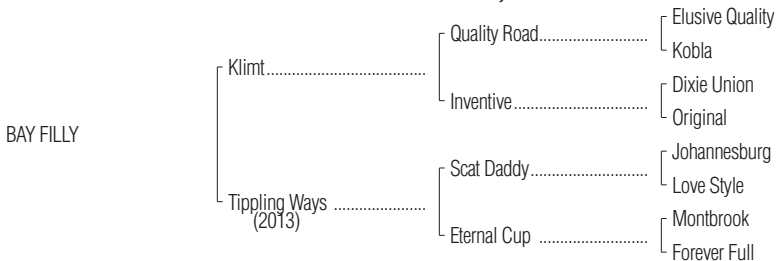 Elusive Quality
Quality Road..................................
Kobla
Klimt..................................................
Dixie Union
Inventive.........................................
Original
BAY FILLY
Johannesburg
Scat Daddy....................................
Love Style
Tippling Ways ............................
(2013)
Montbrook
Eternal Cup ..................................
Forever Full